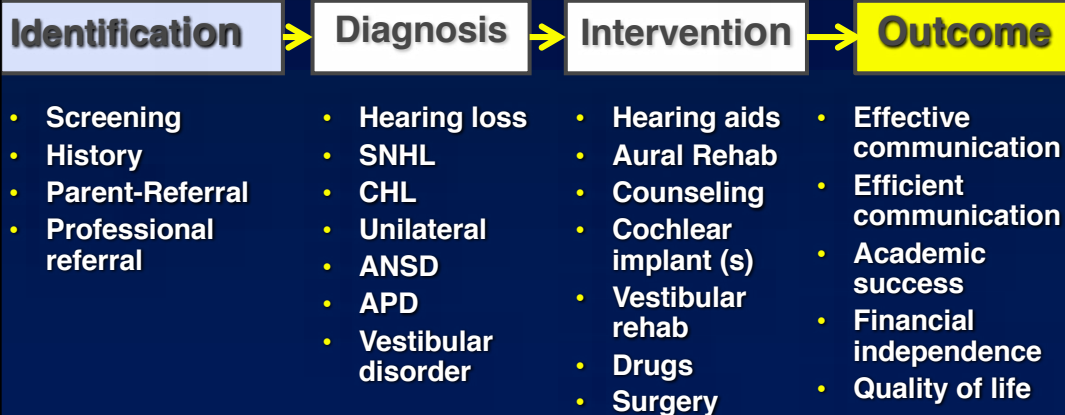 Identification
Diagnosis
Intervention
Outcome
• Screening
• History
• Parent-Referral
• Professional
referral
• Hearing loss
• SNHL
• CHL
• Unilateral
• ANSD
• APD
• Vestibular
disorder
• Hearing aids
• Aural Rehab
• Counseling
• Cochlear
implant (s)
• Vestibular
rehab
• Drugs
• Surgery
• Effective
communication
• Efficient
communication
• Academic
success
• Financial
independence
• Quality of life